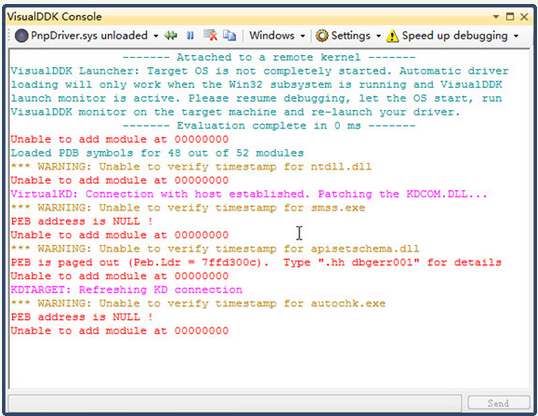 VisualDDK Console
PnpDriver.sys unloaded Windows Settings Speed up debugging
------- Attached to a remote kernel -------
VisualDDK Launcher: Target OS is not completely started. Automatic driver
loading will only work when the Win32 subsystem is running and VisualDDK
launch monitor is active. Please resume debugging, let the OS start, run
VisualDDK monitor on the target machine and re-launch your driver.
------- Evaluation complete in 0 ms -------
Unable to add module at 00000000
Loaded PDB symbols for 48 out of 52 modules
*** WARNING: Unable to verify timestamp for ntdll.dll
Unable to add module at 00000000
VirtualKD: Connection with host established. Patching the KDCOM.DLL...
*** WARNING: Unable to verify timestamp for smss.exe
PEB address is NULL !
Unable to add module at 00000000
*** WARNING: Unable to verify timestamp for apisetschema.dll
PEB is paged out (Peb.Ldr = 7ffd300c).  Type ".hh dbgerr001" for details
Unable to add module at 00000000
KDTARGET: Refreshing KD connection
*** WARNING: Unable to verify timestamp for autochk.exe
PEB address is NULL !
Unable to add module at 00000000
Send